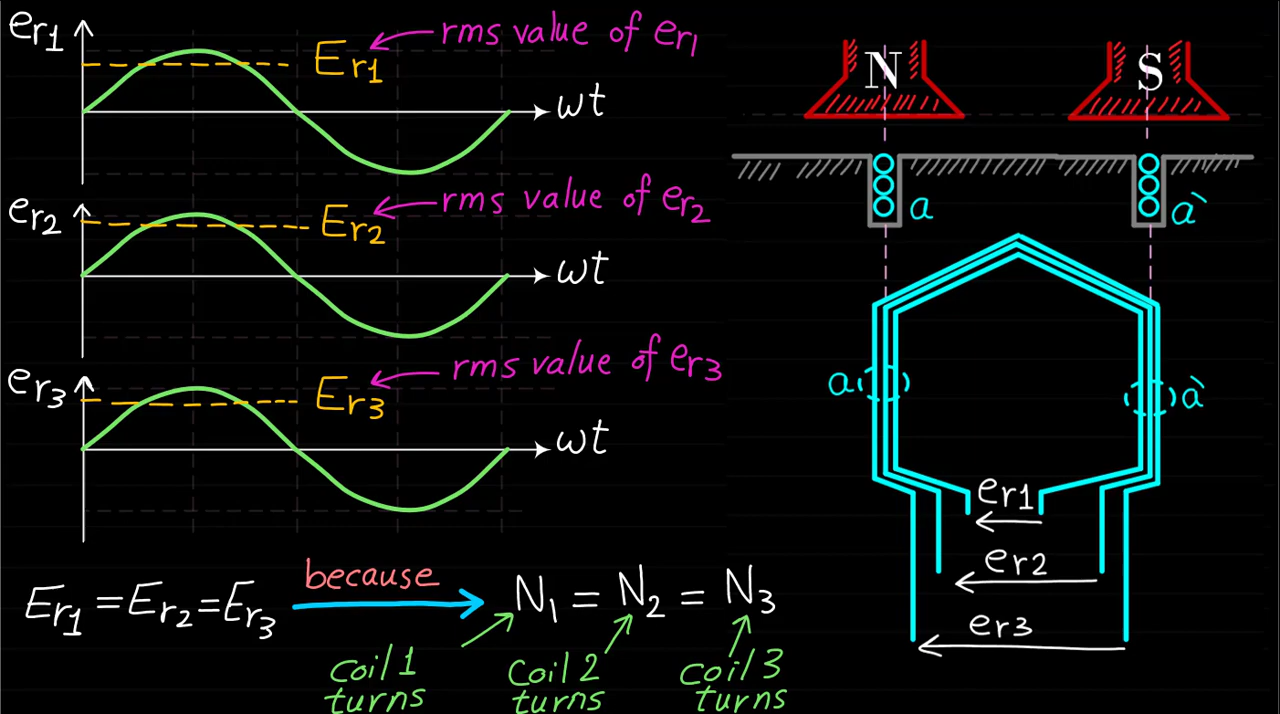 er1
Er1
rms value of er1
ωt
er2
Er2
rms value of er2
ωt
er3
Er3
rms value of er3
ωt
Er1 = Er2 = Er3
because
N1 = N2 = N3
coil 1
turns
coil 2
turns
coil 3
turns
N
S
a
a`
a
a`
er1
er2
er3